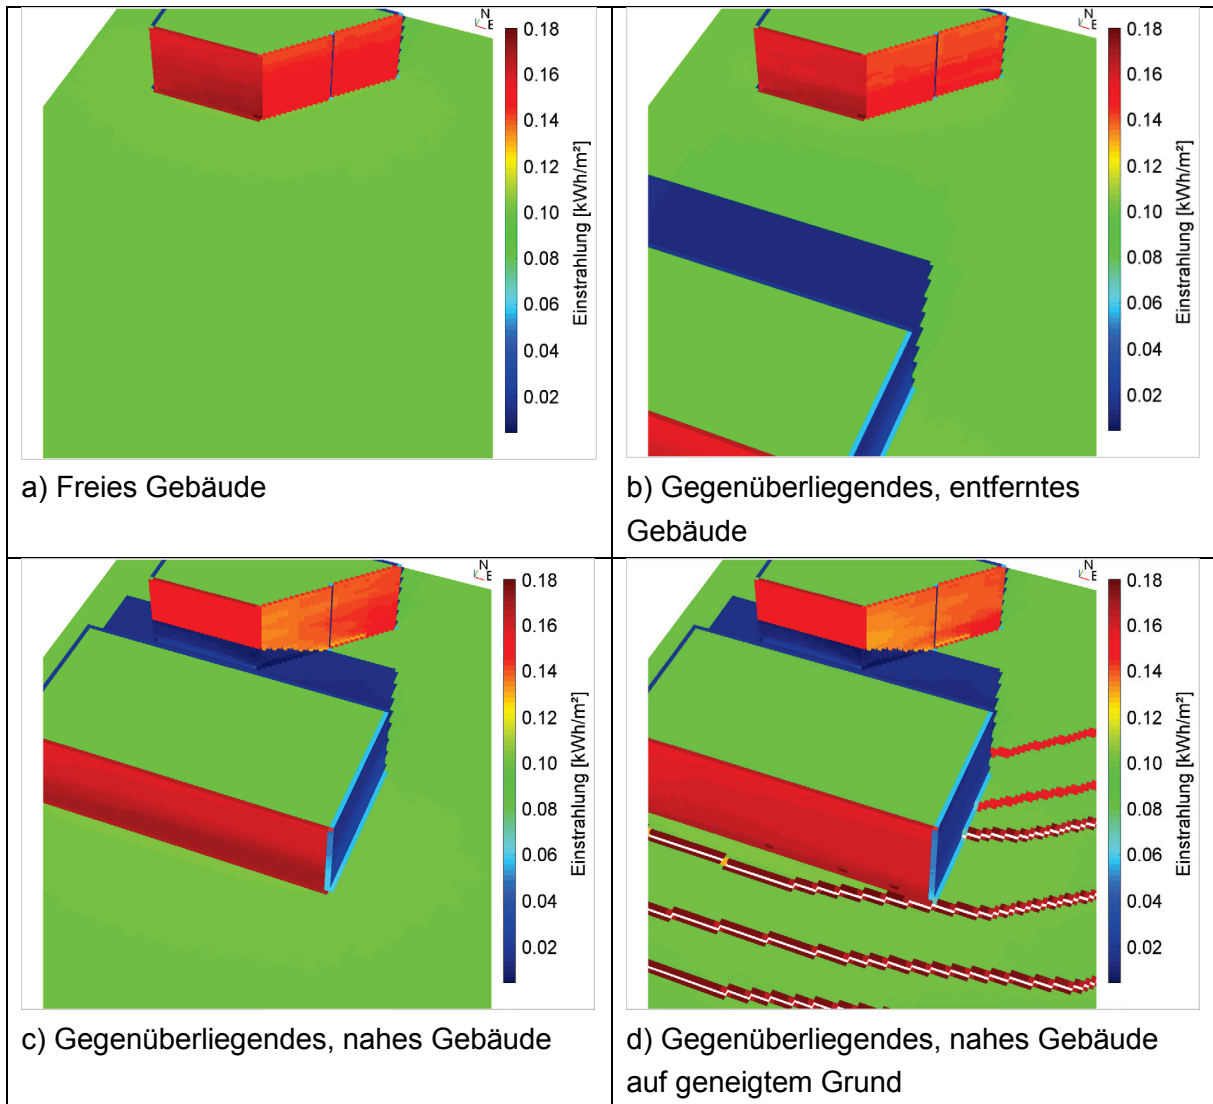 N
E
0.18
0.16
0.14
0.12
0.10
0.08
0.06
0.04
0.02
Einstrahlung [kWh/m²]
a) Freies Gebäude
N
E
0.18
0.16
0.14
0.12
0.10
0.08
0.06
0.04
0.02
Einstrahlung [kWh/m²]
b) Gegenüberliegendes, entferntes
Gebäude
N
E
0.18
0.16
0.14
0.12
0.10
0.08
0.06
0.04
0.02
Einstrahlung [kWh/m²]
c) Gegenüberliegendes, nahes Gebäude
N
E
0.18
0.16
0.14
0.12
0.10
0.08
0.06
0.04
0.02
Einstrahlung [kWh/m²]
d) Gegenüberliegendes, nahes Gebäude
auf geneigtem Grund